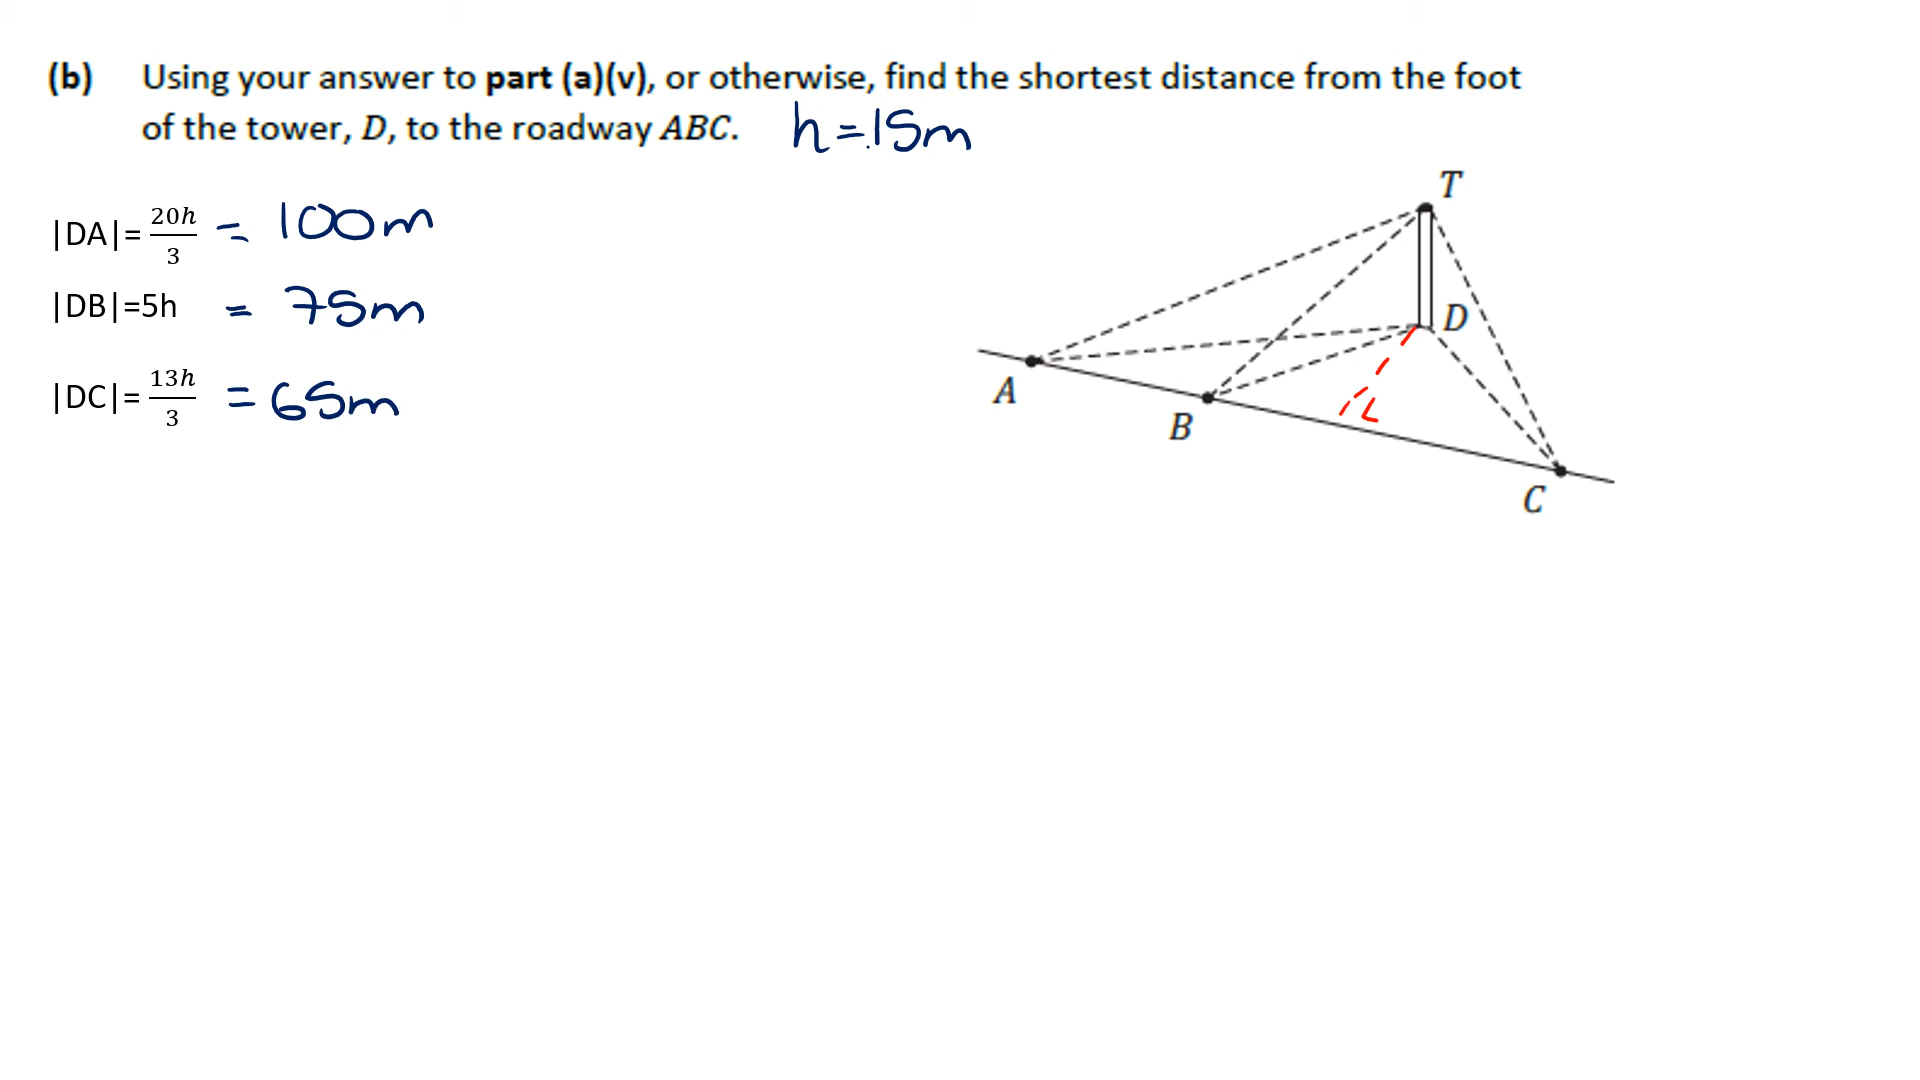 (b) Using your answer to part (a)(v), or otherwise, find the shortest distance from the foot
of the tower, D, to the roadway ABC. h = 15m
|DA|= 20h/3 = 100m
|DB|=5h = 75m
|DC|= 13h/3 = 65m
T
D
A
B
C